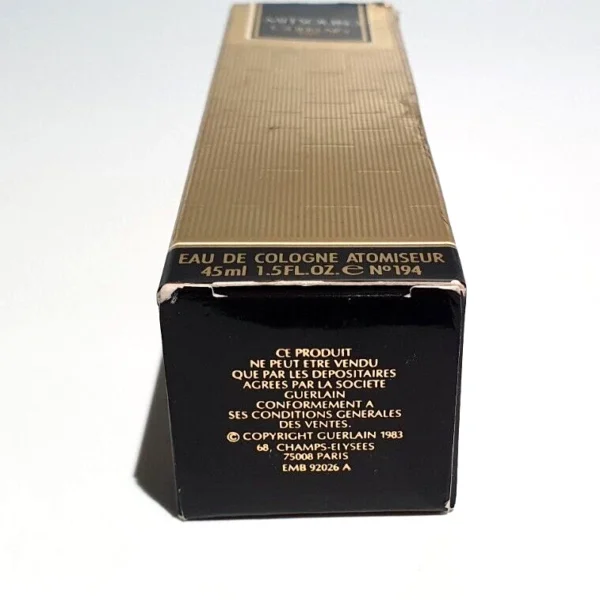 EAU DE COLOGNE ATOMISEUR
45ml 1.5FL.OZ. ℮ Nº194
CE PRODUIT
NE PEUT ETRE VENDU
QUE PAR LES DEPOSITAIRES
AGREES PAR LA SOCIETE
GUERLAIN
CONFORMEMENT A
SES CONDITIONS GENERALES
DES VENTES.
© COPYRIGHT GUERLAIN 1983
68, CHAMPS-ELYSEES
75008 PARIS
EMB 92026 A